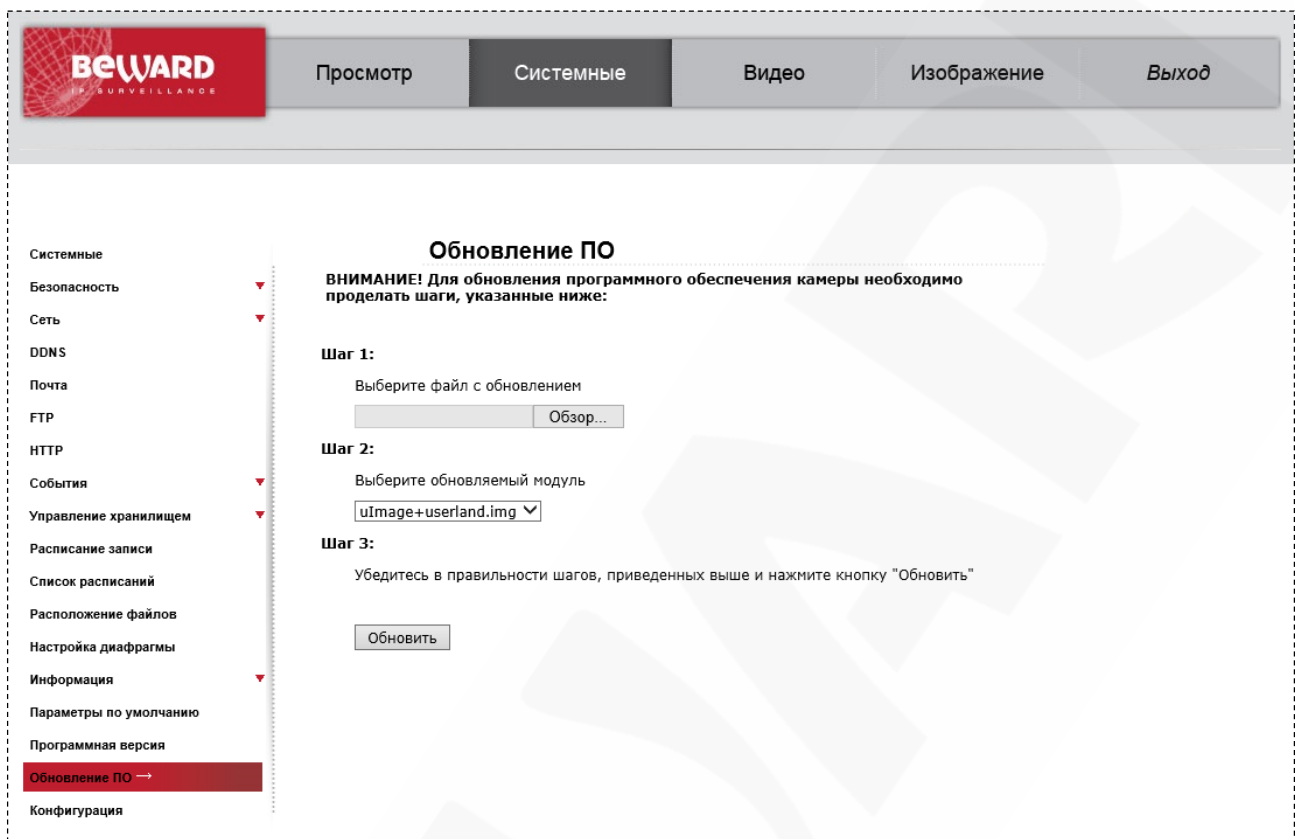 BEWARD
IP SURVEILLANCE
Просмотр
Системные
Видео
Изображение
Выход
Системные
Безопасность
Сеть
DDNS
Почта
FTP
HTTP
События
Управление хранилищем
Расписание записи
Список расписаний
Расположение файлов
Настройка диафрагмы
Информация
Параметры по умолчанию
Программная версия
Обновление ПО →
Конфигурация
Обновление ПО
ВНИМАНИЕ! Для обновления программного обеспечения камеры необходимо
проделать шаги, указанные ниже:
Шаг 1:
Выберите файл с обновлением
Обзор...
Шаг 2:
Выберите обновляемый модуль
uImage+userland.img
Шаг 3:
Убедитесь в правильности шагов, приведенных выше и нажмите кнопку "Обновить"
Обновить